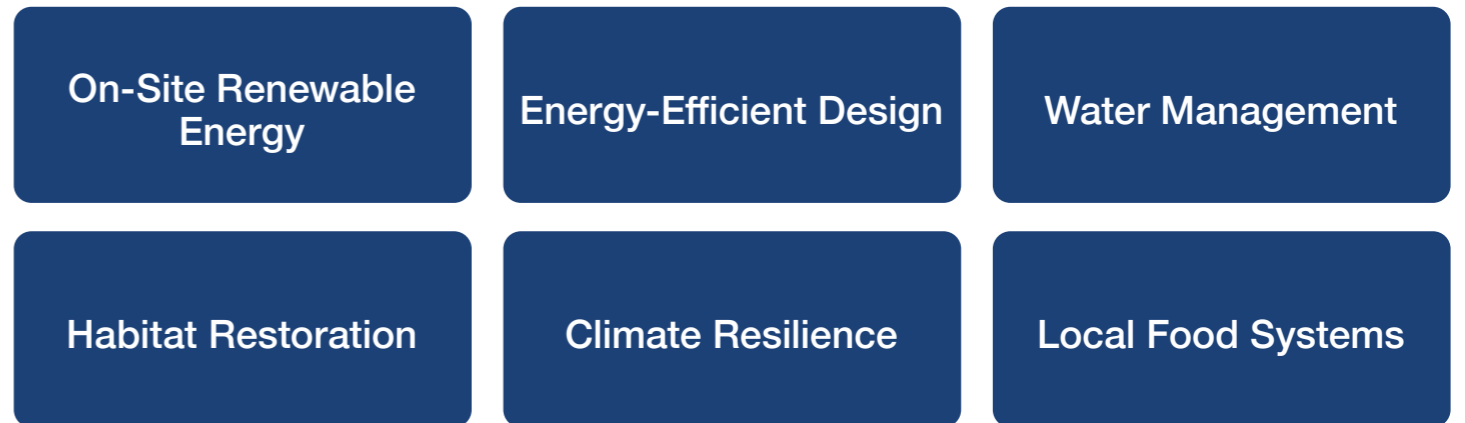 On-Site Renewable
Energy
Energy-Efficient Design
Water Management
Habitat Restoration
Climate Resilience
Local Food Systems